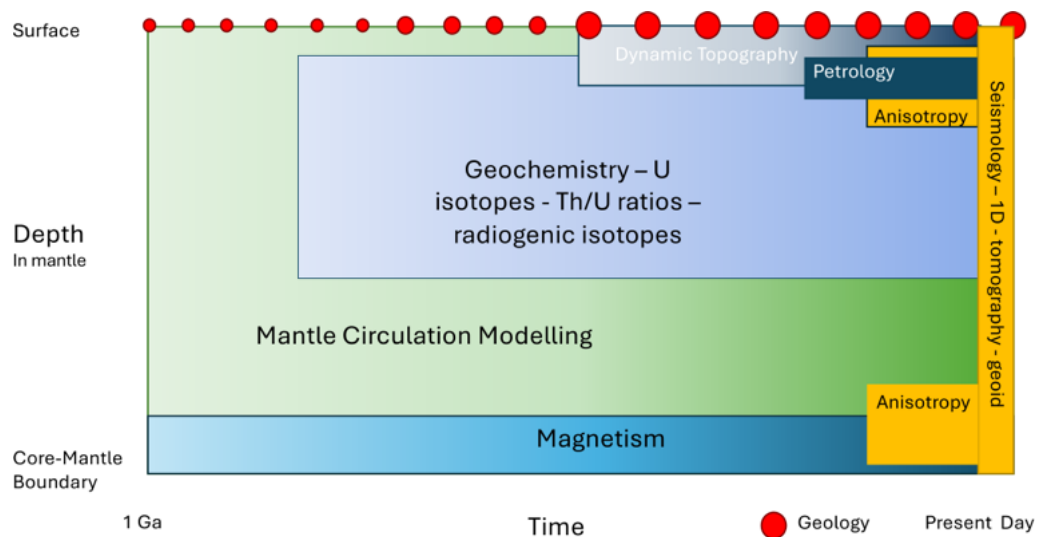 Surface
Dynamic Topography
Petrology
Anisotropy
Seismology – 1D - tomography - geoid
Geochemistry – U
isotopes - Th/U ratios –
radiogenic isotopes
Depth
In mantle
Mantle Circulation Modelling
Anisotropy
Magnetism
Core-Mantle
Boundary
1 Ga
Time
Geology
Present Day